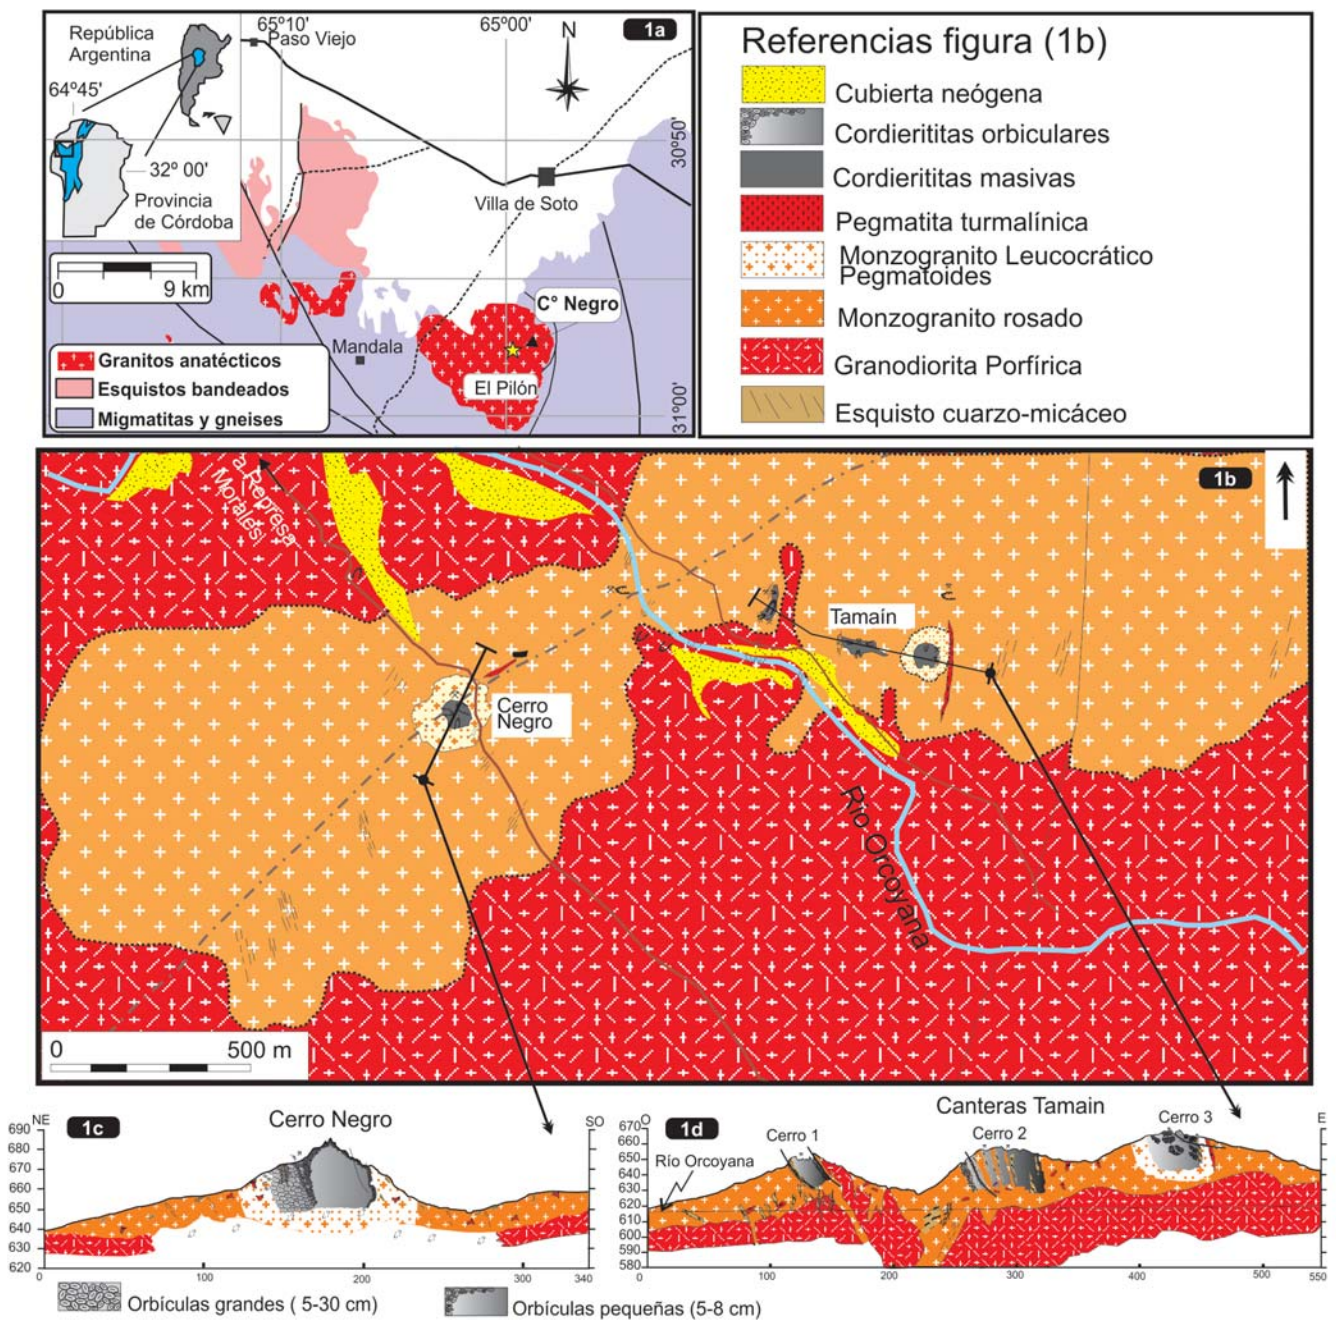 República
Argentina
65º10'
Paso Viejo
65º00'
N
1a
64º45'
30º50'
32º 00'
Provincia
de Córdoba
Villa de Soto
0 9 km
C° Negro
Mandala
El Pilón
31º00'
Granitos anatécticos
Esquistos bandeados
Migmatitas y gneises
Referencias figura (1b)
Cubierta neógena
Cordierititas orbiculares
Cordierititas masivas
Pegmatita turmalínica
Monzogranito Leucocrático
Pegmatoides
Monzogranito rosado
Granodiorita Porfírica
Esquisto cuarzo-micáceo
1b
a Represa
Morales
Tamaín
Cerro
Negro
Río Orcoyana
0 500 m
NE
1c
Cerro Negro
SO
690
680
670
660
650
640
630
620
0 100 200 300 340
O
1d
Canteras Tamain
E
Cerro 1
Cerro 2
Cerro 3
Río Orcoyana
670
660
650
640
630
620
610
600
590
580
0 100 200 300 400 500 550
Orbículas grandes ( 5-30 cm)
Orbículas pequeñas (5-8 cm)